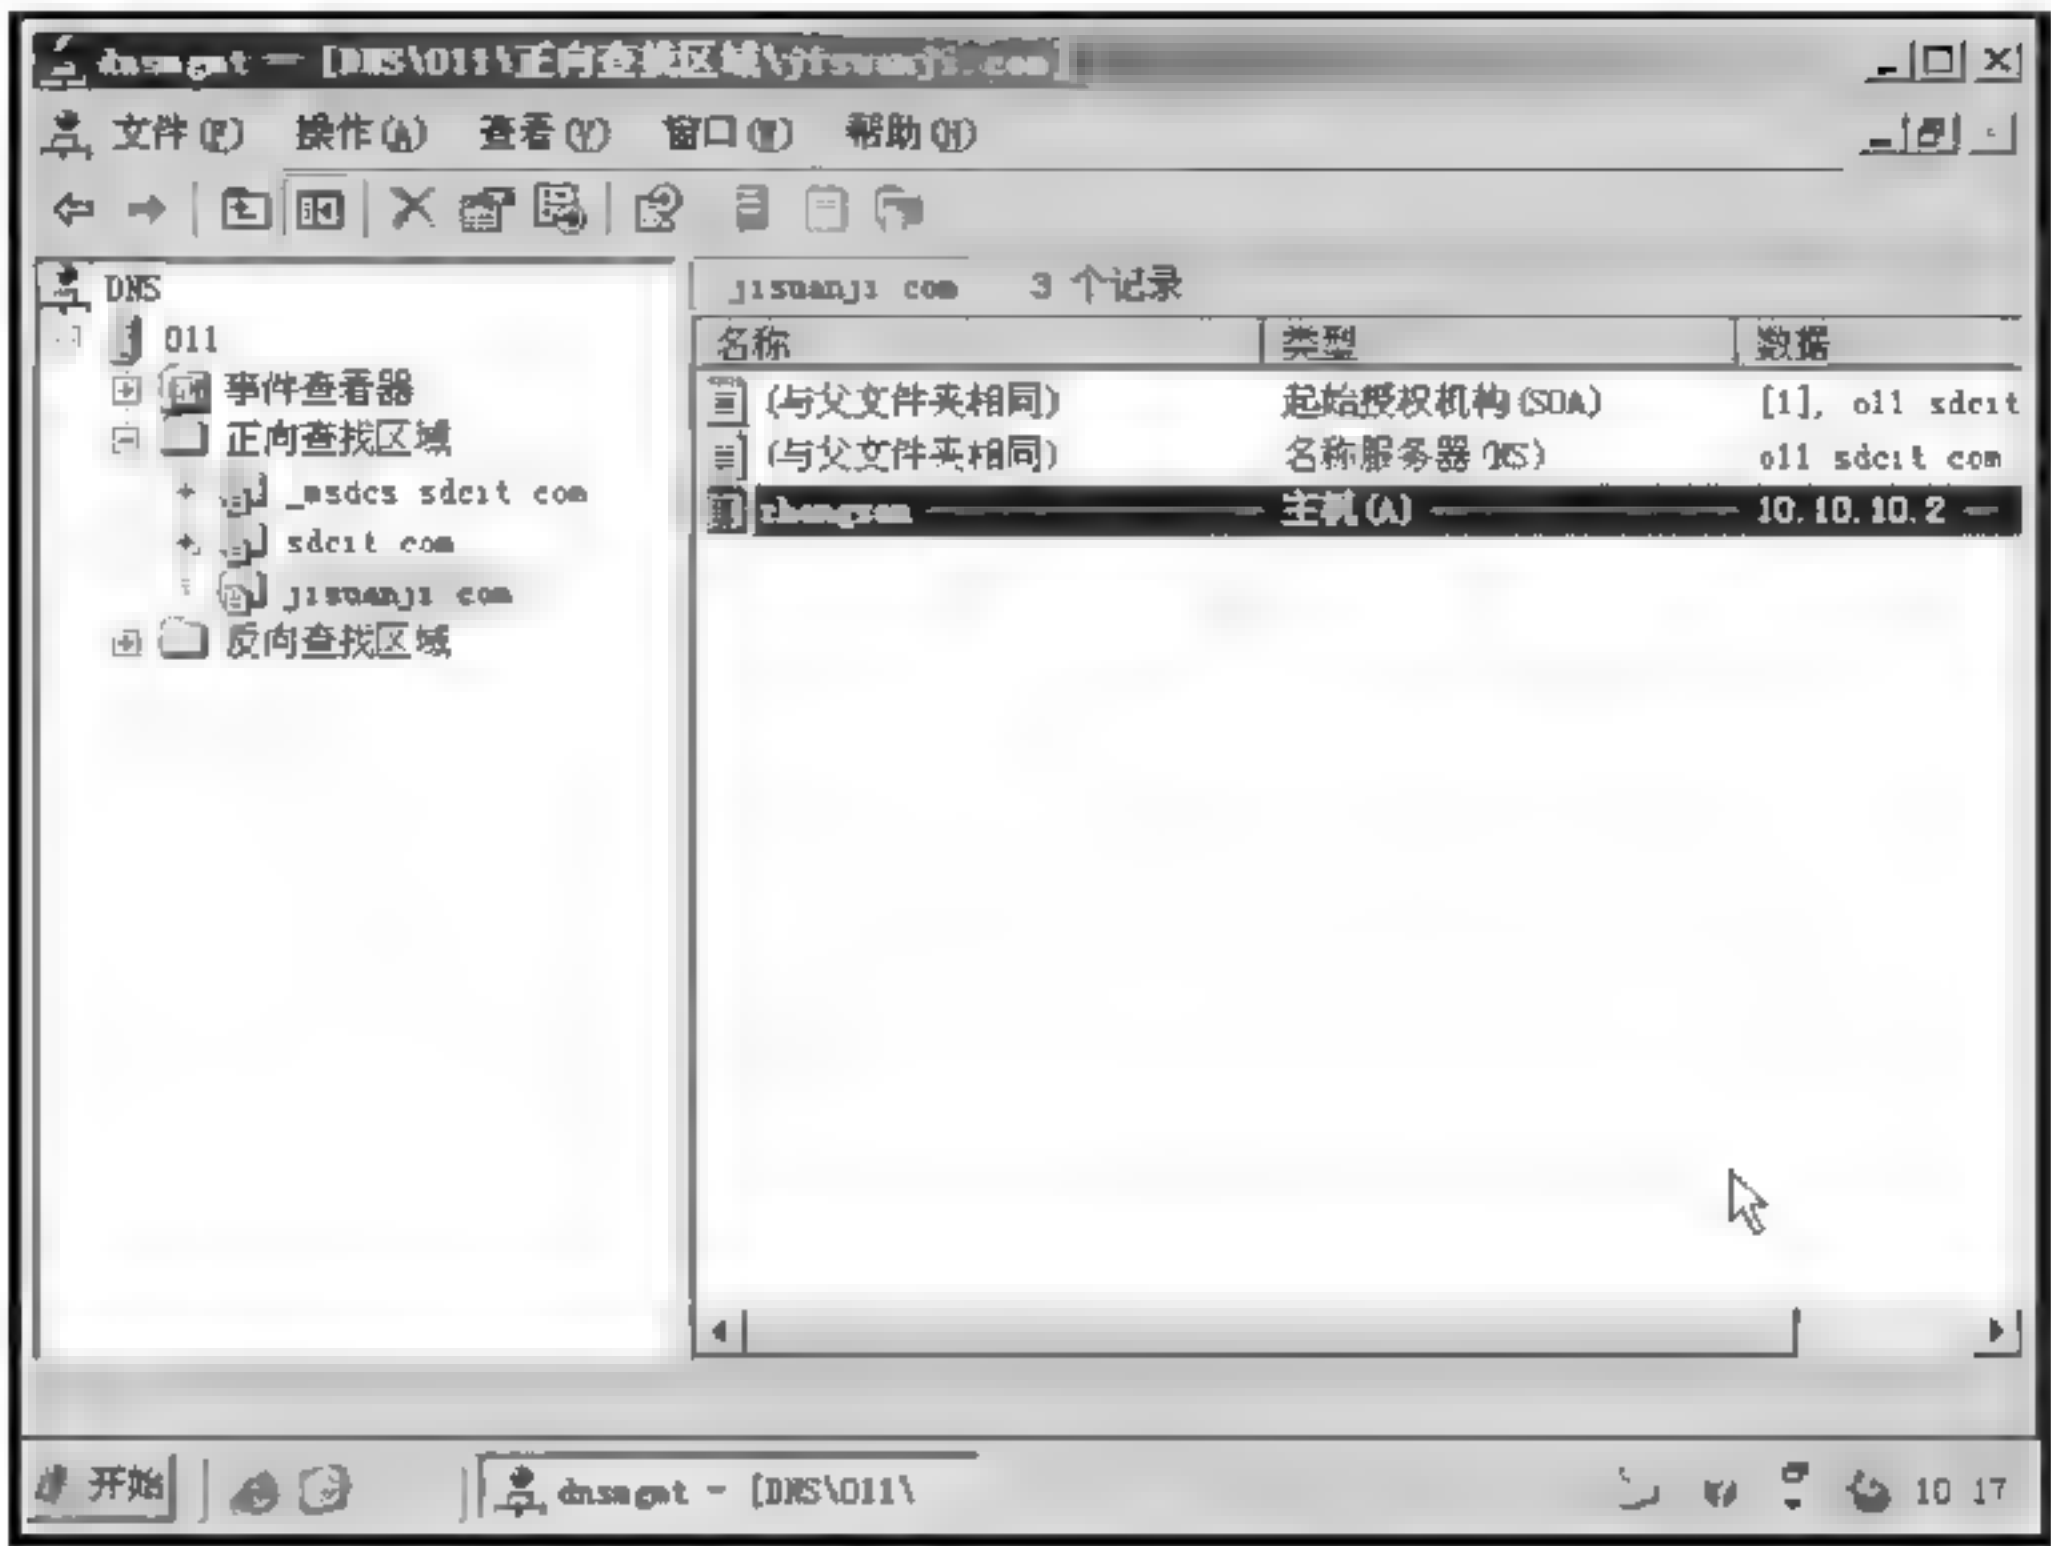 dnsmgmt - [DNS\O11\正向查找区域\jisuanji.com]
文件(F) 操作(A) 查看(V) 窗口(W) 帮助(H)
DNS
O11
事件查看器
正向查找区域
_msdcs sdcit com
sdcit com
jisuanji com
反向查找区域
jisuanji com 3 个记录
名称 类型 数据
(与父文件夹相同) 起始授权机构(SOA) [1], o11 sdcit
(与父文件夹相同) 名称服务器(NS) o11 sdcit com
主机(A) 10.10.10.2
开始 dnsmgmt - [DNS\O11\ 10 17